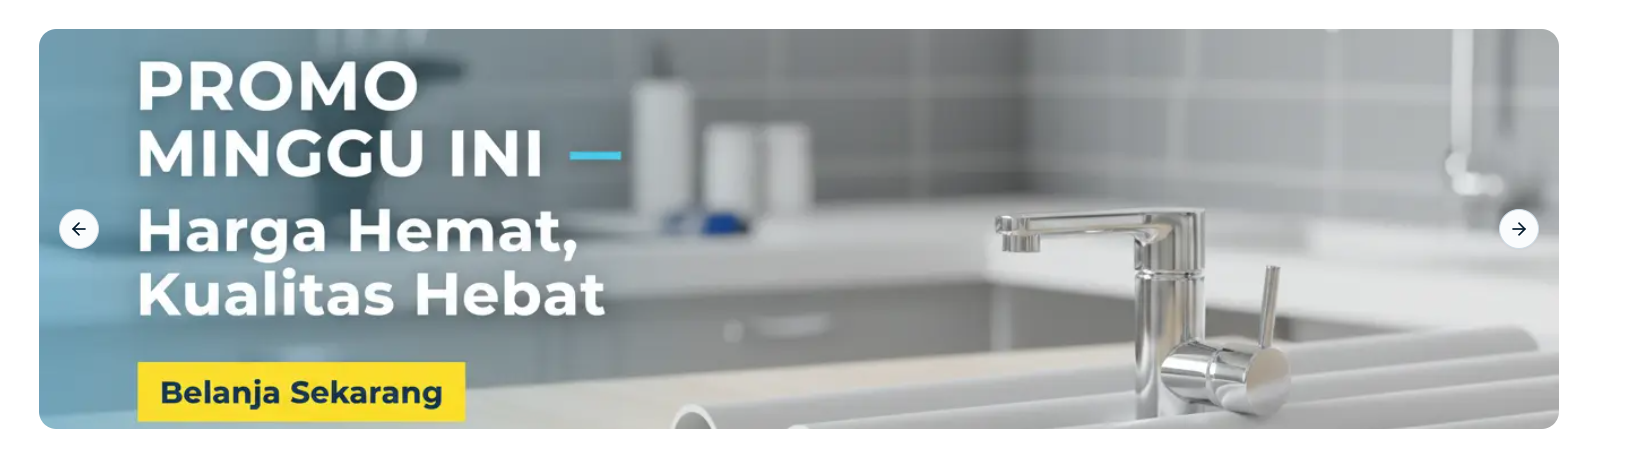 PROMO
MINGGU INI —
Harga Hemat,
Kualitas Hebat
Belanja Sekarang